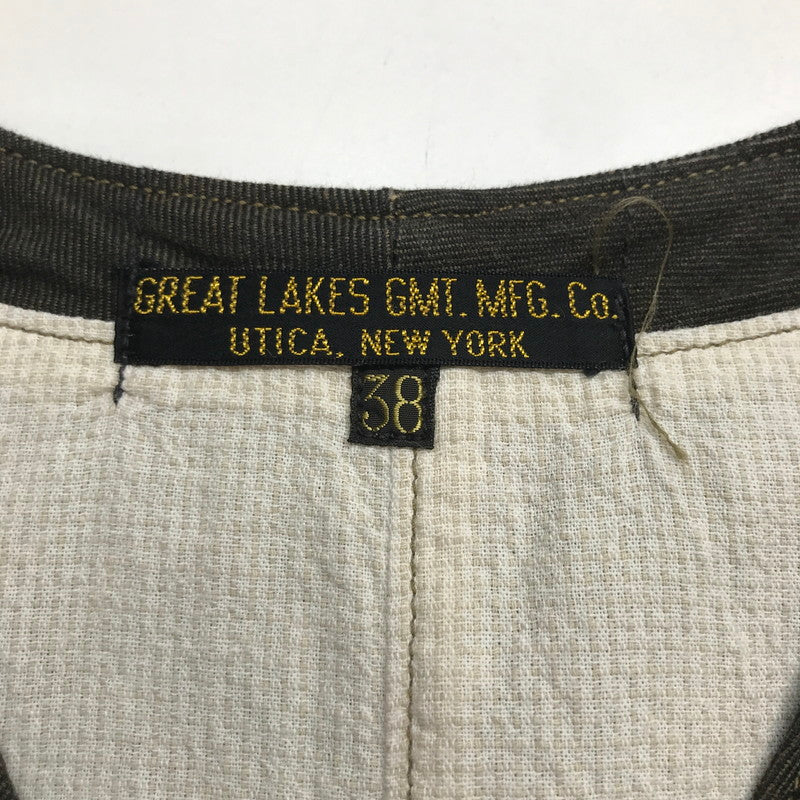 GREAT LAKES GMT. MFG. Co.
UTICA, NEW YORK
38